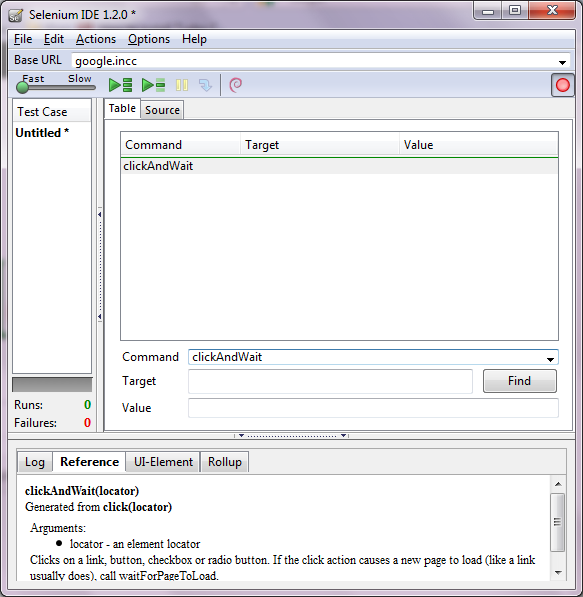 Selenium IDE 1.2.0 *
File Edit Actions Options Help
Base URL google.incc
Fast Slow
Test Case
Untitled *
Runs: 0
Failures: 0
Table Source
Command Target Value
clickAndWait
Command clickAndWait
Target Find
Value
Log Reference UI-Element Rollup
clickAndWait(locator)
Generated from click(locator)
Arguments:
locator - an element locator
Clicks on a link, button, checkbox or radio button. If the click action causes a new page to load (like a link
usually does), call waitForPageToLoad.